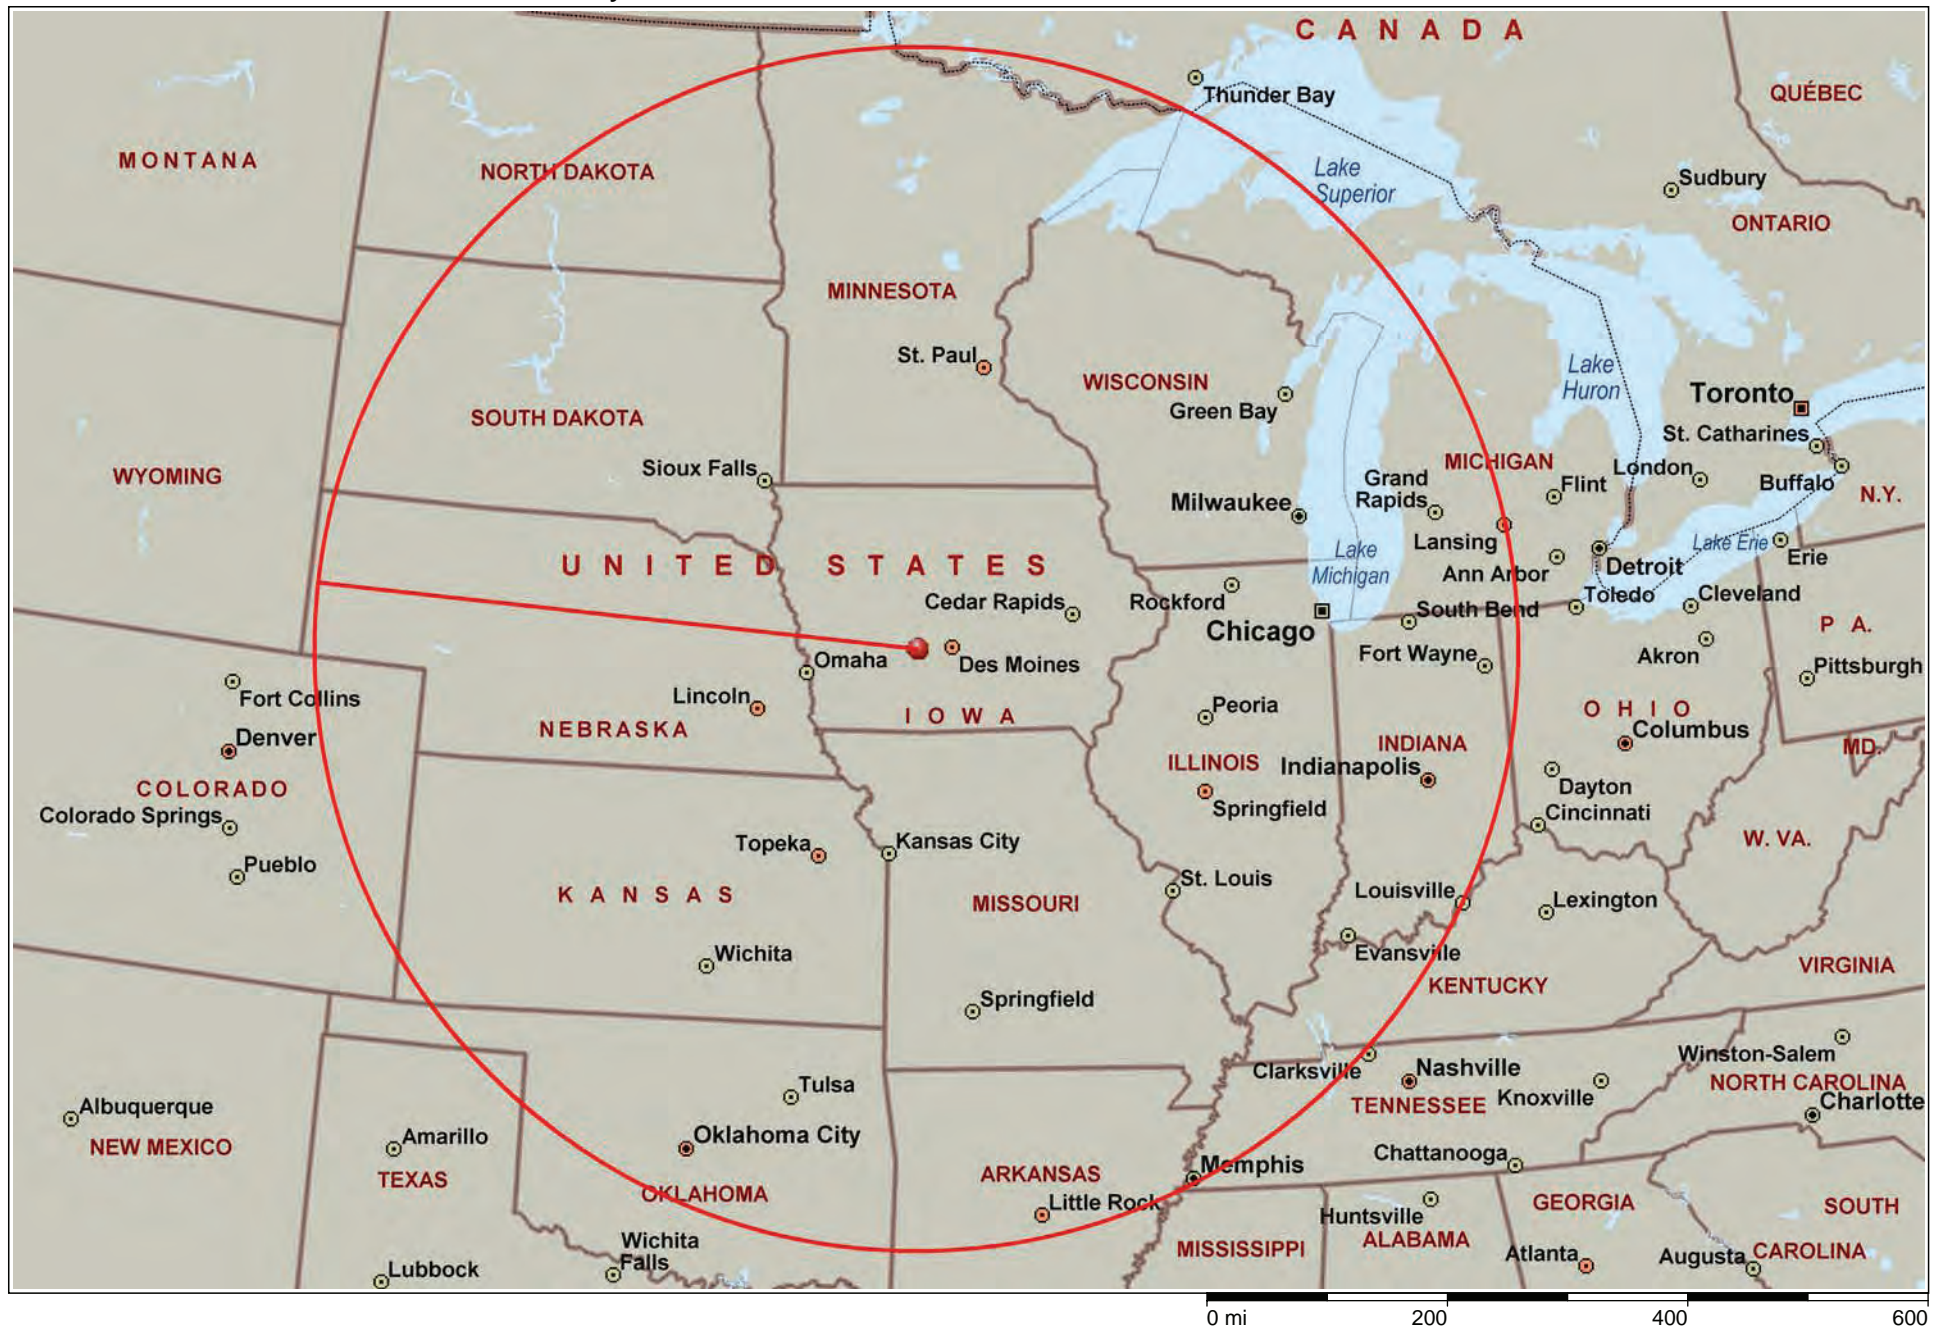 CANADA
Thunder Bay
QUÉBEC
MONTANA
NORTH DAKOTA
Lake
Superior
Sudbury
ONTARIO
MINNESOTA
St. Paul
WISCONSIN
Green Bay
Lake
Huron
Toronto
St. Catharines
SOUTH DAKOTA
Sioux Falls
WYOMING
MICHIGAN
Grand
Rapids
Flint
London
Buffalo
N.Y.
Milwaukee
Lansing
Lake
Michigan
Ann Arbor
Detroit
Lake Erie
Erie
UNITED STATES
Cedar Rapids
Rockford
Chicago
South Bend
Toledo
Cleveland
P A.
Omaha
Des Moines
Fort Wayne
Akron
Pittsburgh
Fort Collins
Lincoln
NEBRASKA
IOWA
Peoria
OHIO
Columbus
MD.
Denver
COLORADO
Colorado Springs
Pueblo
ILLINOIS
Springfield
INDIANA
Indianapolis
Dayton
Cincinnati
W. VA.
Topeka
Kansas City
KANSAS
MISSOURI
St. Louis
Louisville
Lexington
Evansville
KENTUCKY
VIRGINIA
Wichita
Springfield
Clarksville
Nashville
TENNESSEE
Knoxville
Winston-Salem
NORTH CAROLINA
Charlotte
Albuquerque
NEW MEXICO
Amarillo
TEXAS
Tulsa
Oklahoma City
OKLAHOMA
ARKANSAS
Little Rock
Memphis
Chattanooga
Huntsville
ALABAMA
GEORGIA
Atlanta
SOUTH
CAROLINA
Augusta
MISSISSIPPI
Wichita
Falls
Lubbock
0 mi 200 400 600